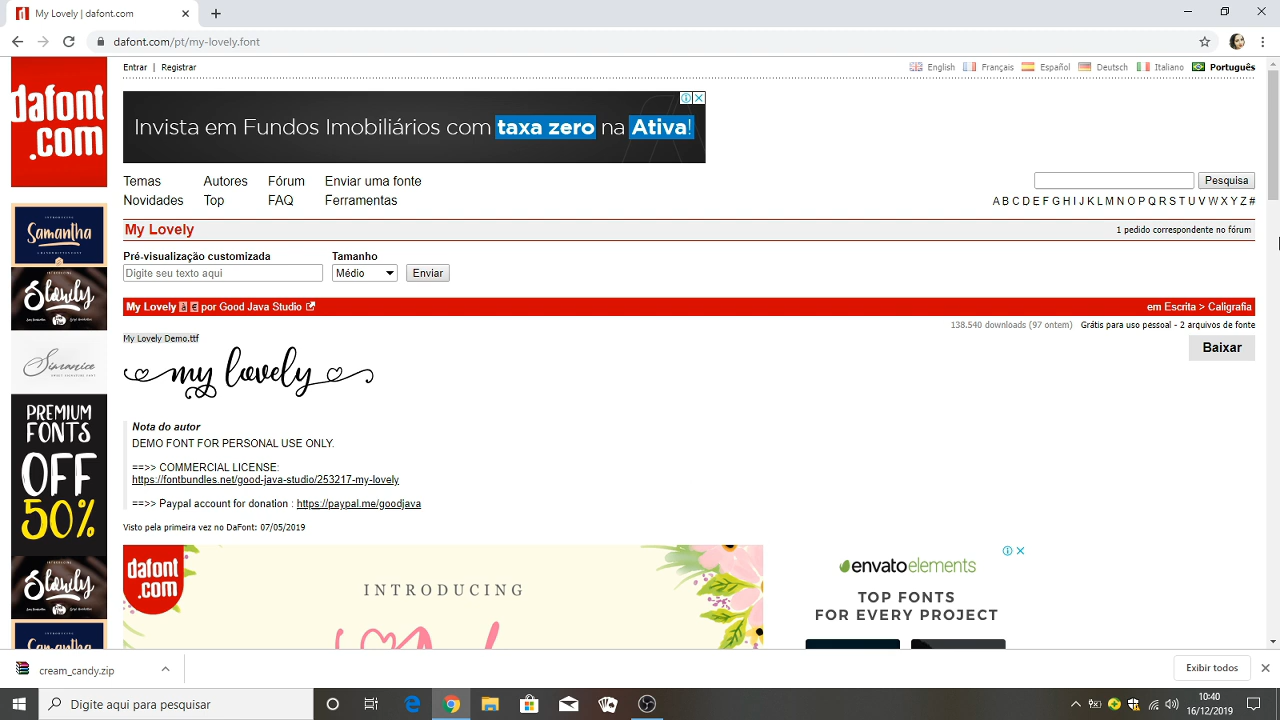 My Lovely | dafont.com
dafont.com/pt/my-lovely.font
dafont
.com
Entrar | Registrar
English Français Español Deutsch Italiano Português
Invista em Fundos Imobiliários com taxa zero na Ativa!
Temas Autores Fórum Enviar uma fonte
Pesquisa
Novidades Top FAQ Ferramentas
A B C D E F G H I J K L M N O P Q R S T U V W X Y Z #
My Lovely
1 pedido correspondente no fórum
Pré-visualização customizada Tamanho
Digite seu texto aqui Médio Enviar
My Lovely por Good Java Studio
em Escrita > Caligrafia
138.540 downloads (97 ontem) Grátis para uso pessoal - 2 arquivos de fonte
My Lovely Demo.ttf
Baixar
my lovely
Nota do autor
DEMO FONT FOR PERSONAL USE ONLY.
==>> COMMERCIAL LICENSE:
https://fontbundles.net/good-java-studio/253217-my-lovely
==>> Paypal account for donation : https://paypal.me/goodjava
Visto pela primeira vez no DaFont: 07/05/2019
Samantha
Slowly
Simanice
PREMIUM
FONTS
OFF
50%
Slowly
Samantha
dafont
.com
INTRODUCING
envatoelements
TOP FONTS
FOR EVERY PROJECT
cream_candy.zip
Exibir todos
Digite aqui para pesquisar
10:40
16/12/2019